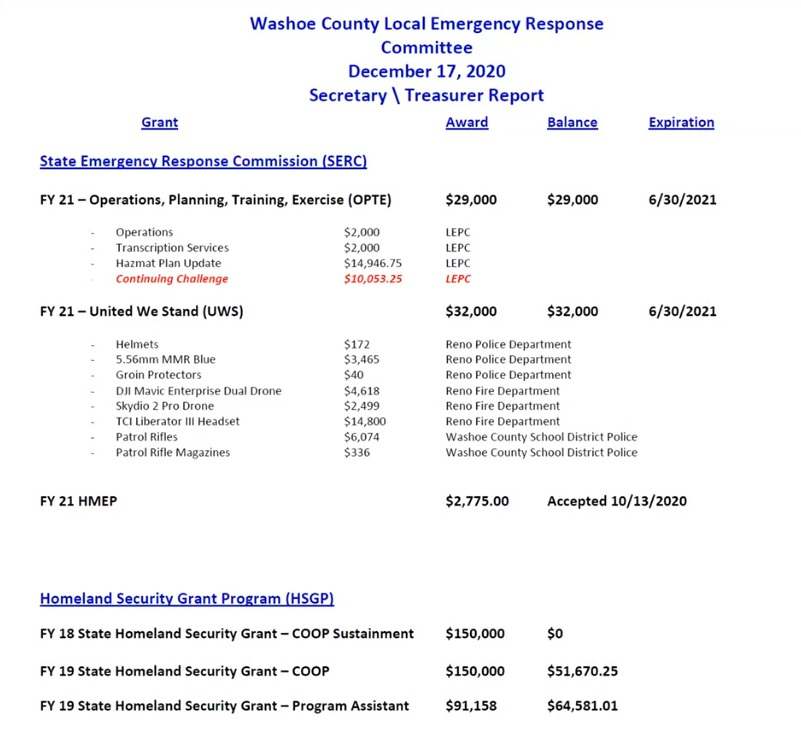 Washoe County Local Emergency Response
Committee
December 17, 2020
Secretary \ Treasurer Report
Grant Award Balance Expiration
State Emergency Response Commission (SERC)
FY 21 – Operations, Planning, Training, Exercise (OPTE) $29,000 $29,000 6/30/2021
- Operations $2,000 LEPC
- Transcription Services $2,000 LEPC
- Hazmat Plan Update $14,946.75 LEPC
- Continuing Challenge $10,053.25 LEPC
FY 21 – United We Stand (UWS) $32,000 $32,000 6/30/2021
- Helmets $172 Reno Police Department
- 5.56mm MMR Blue $3,465 Reno Police Department
- Groin Protectors $40 Reno Police Department
- DJI Mavic Enterprise Dual Drone $4,618 Reno Fire Department
- Skydio 2 Pro Drone $2,499 Reno Fire Department
- TCI Liberator III Headset $14,800 Reno Fire Department
- Patrol Rifles $6,074 Washoe County School District Police
- Patrol Rifle Magazines $336 Washoe County School District Police
FY 21 HMEP $2,775.00 Accepted 10/13/2020
Homeland Security Grant Program (HSGP)
FY 18 State Homeland Security Grant – COOP Sustainment $150,000 $0
FY 19 State Homeland Security Grant – COOP $150,000 $51,670.25
FY 19 State Homeland Security Grant – Program Assistant $91,158 $64,581.01